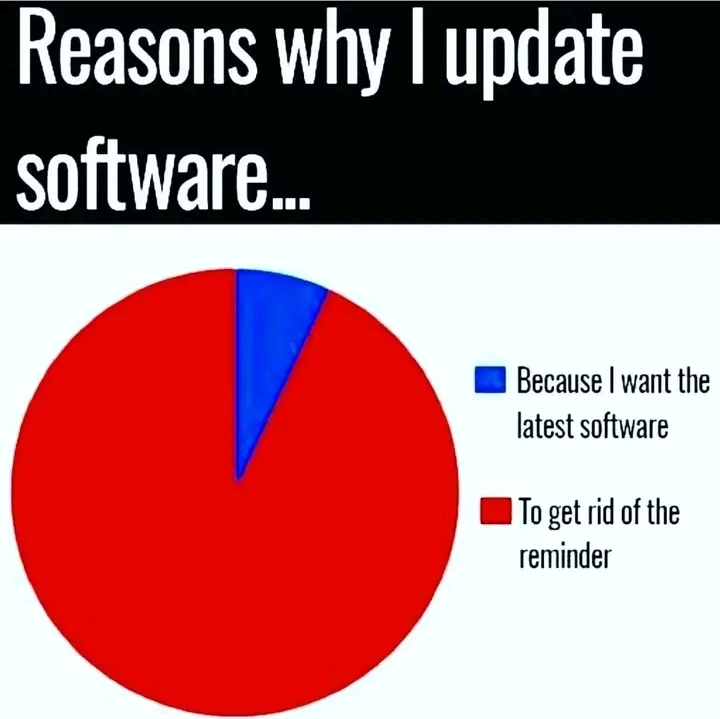 Reasons why I update
software...
Because I want the
latest software
To get rid of the
reminder